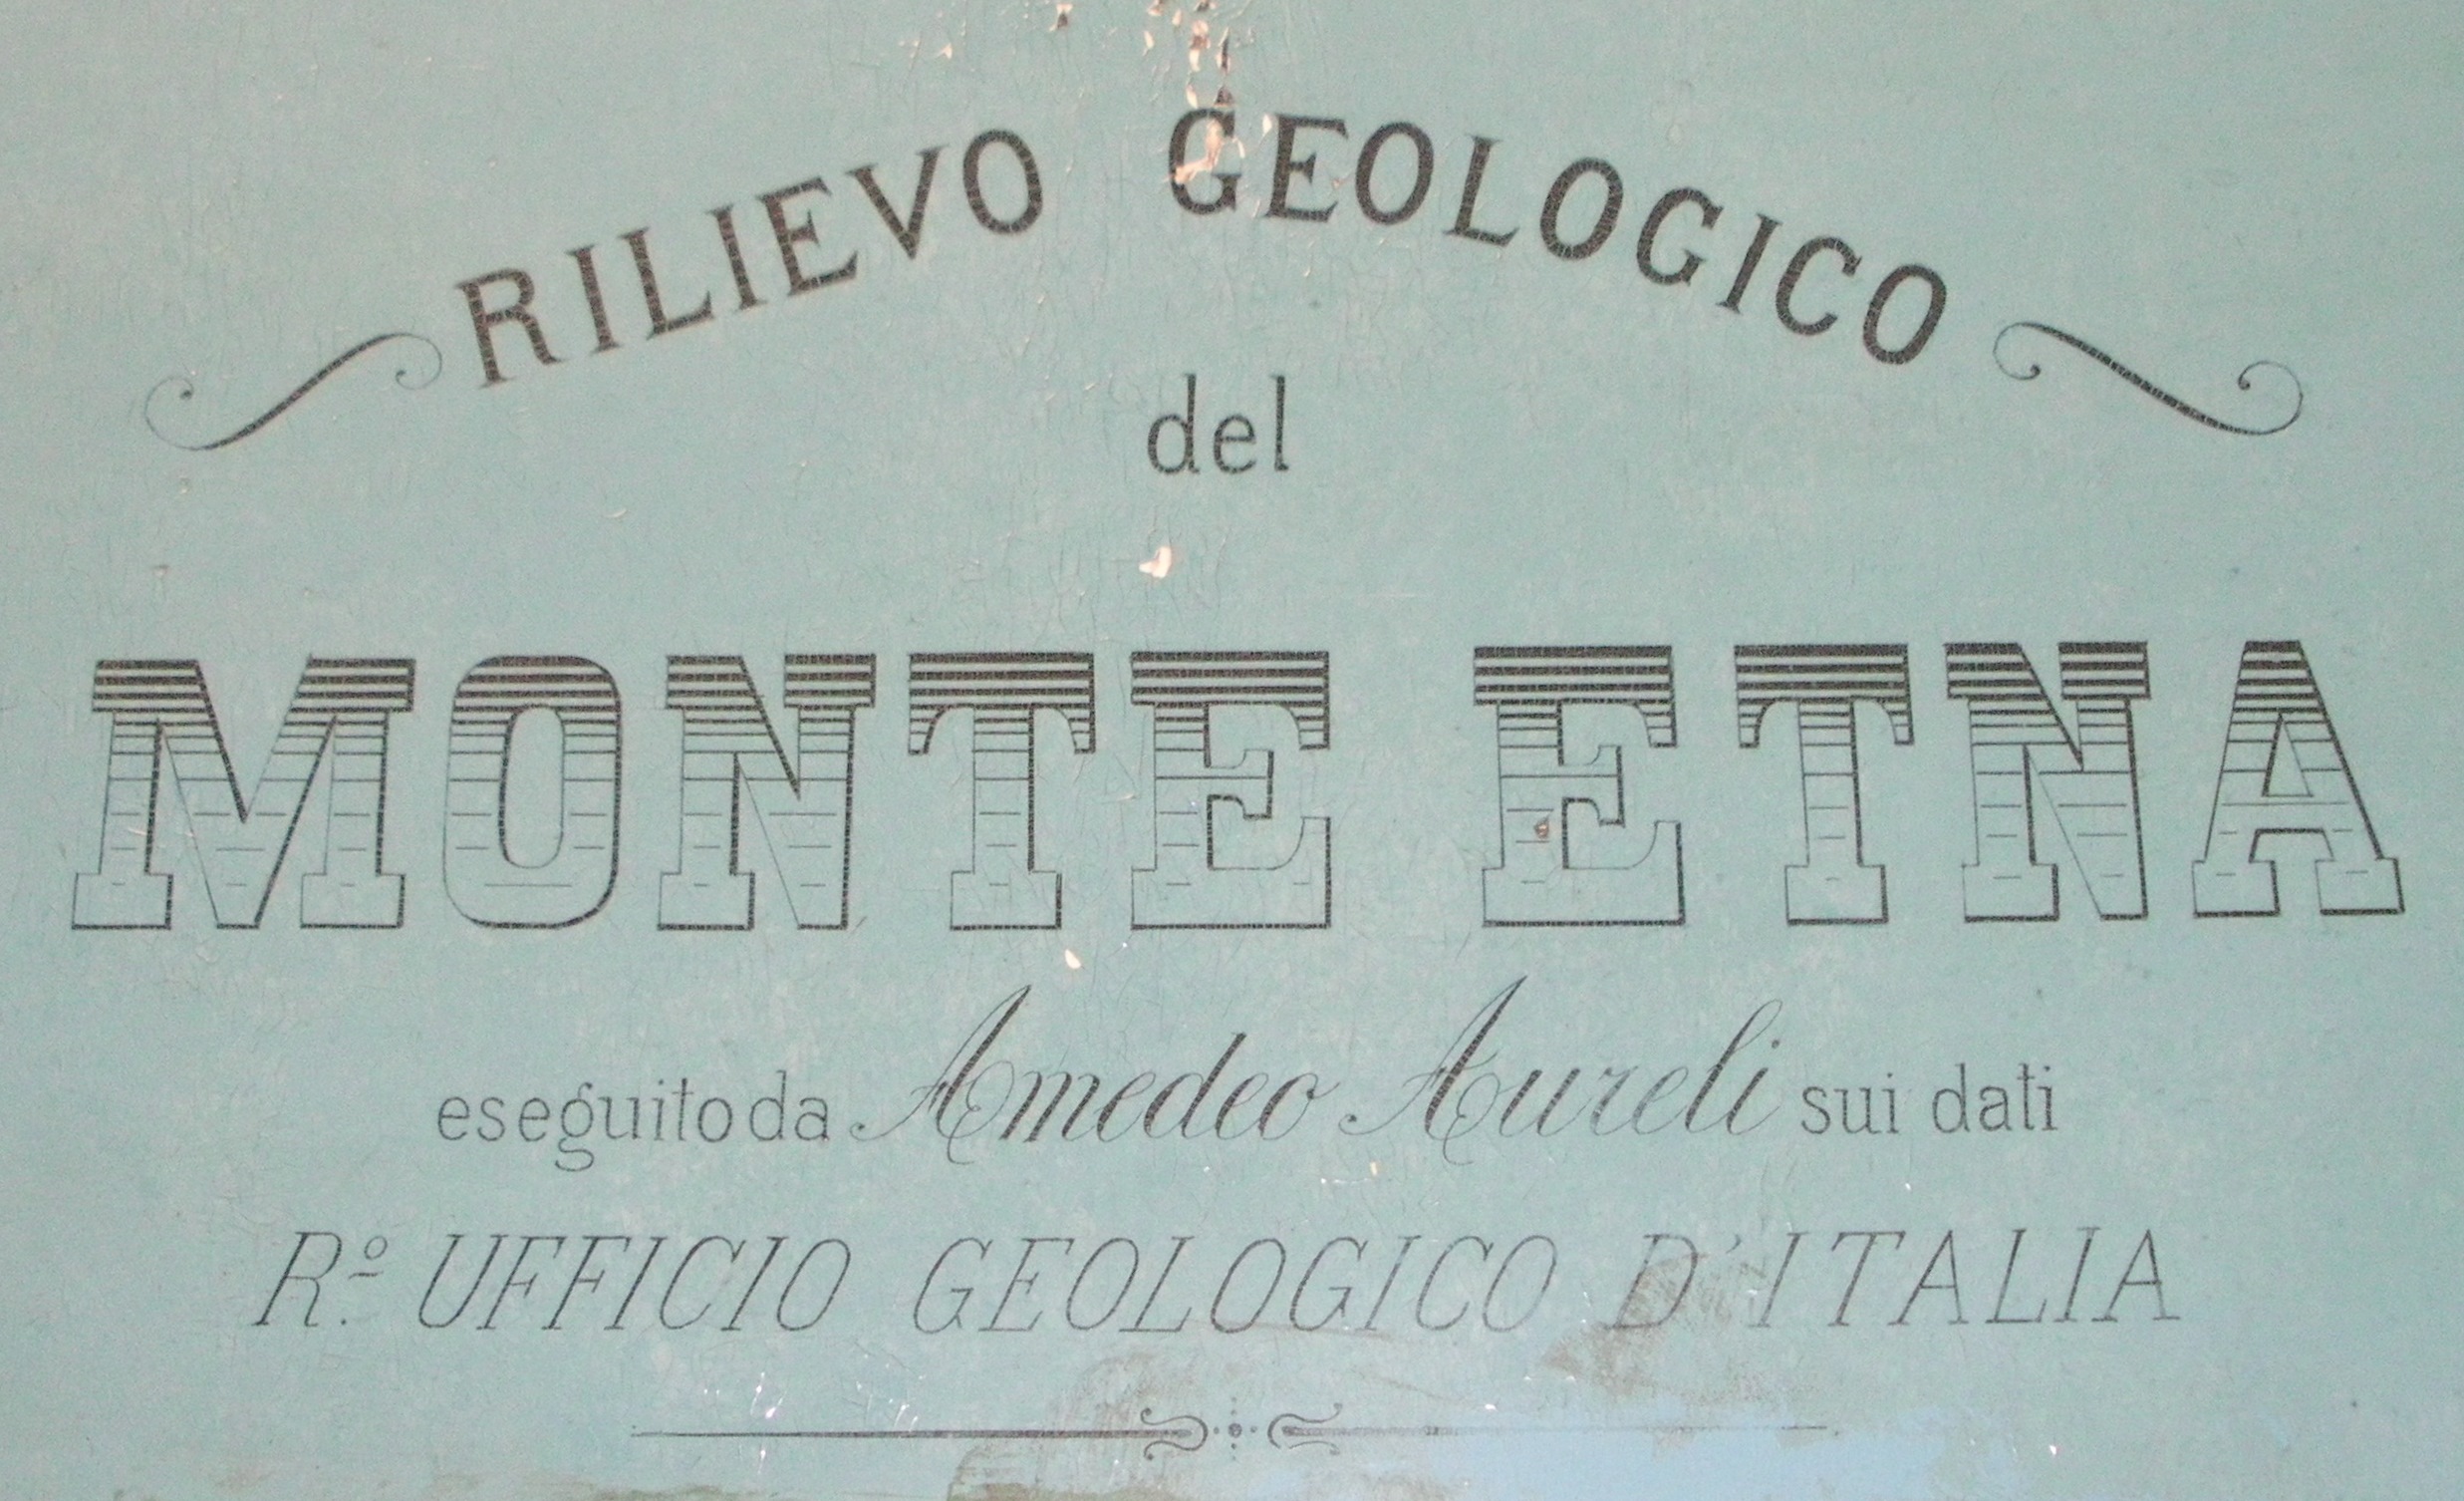 RILIEVO GEOLOGICO
del
MONTE ETNA
eseguito da Amedeo Aureli sui dati
R.º UFFICIO GEOLOGICO D'ITALIA